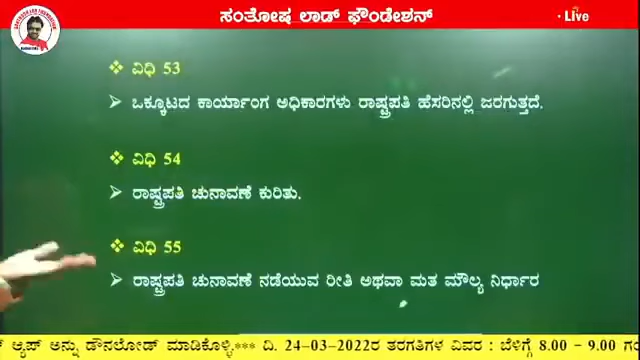 ಸಂತೋಷ ಲಾಡ್ ಫೌಂಡೇಶನ್
Live
❖ ವಿಧಿ 53
➢ ಒಕ್ಕೂಟದ ಕಾರ್ಯಾಂಗ ಅಧಿಕಾರಗಳು ರಾಷ್ಟ್ರಪತಿ ಹೆಸರಿನಲ್ಲಿ ಜರಗುತ್ತದೆ.
❖ ವಿಧಿ 54
➢ ರಾಷ್ಟ್ರಪತಿ ಚುನಾವಣೆ ಕುರಿತು.
❖ ವಿಧಿ 55
➢ ರಾಷ್ಟ್ರಪತಿ ಚುನಾವಣೆ ನಡೆಯುವ ರೀತಿ ಅಥವಾ ಮತ ಮೌಲ್ಯ ನಿರ್ಧಾರ
ಆ್ಯಪ್ ಅನ್ನು ಡೌನಲೋಡ್ ಮಾಡಿಕೊಳ್ಳಿ*** ದಿ. 24-03-2022ರ ತರಗತಿಗಳ ವಿವರ : ಬೆಳಿಗ್ಗೆ 8.00 - 9.00